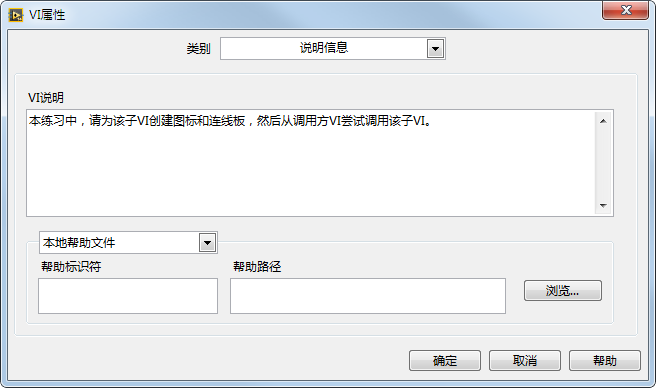 VI属性
类别
说明信息
VI说明
本练习中，请为该子VI创建图标和连线板，然后从调用方VI尝试调用该子VI。
本地帮助文件
帮助标识符
帮助路径
浏览...
确定
取消
帮助